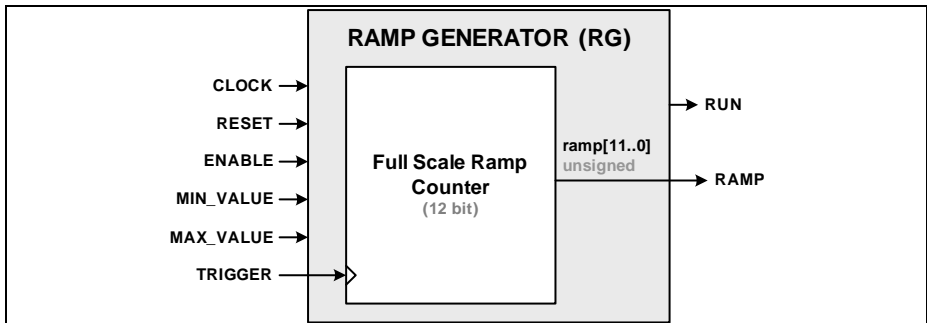 RAMP GENERATOR (RG)
CLOCK
RESET
ENABLE
MIN_VALUE
MAX_VALUE
TRIGGER
Full Scale Ramp
Counter
(12 bit)
ramp[11..0]
unsigned
RUN
RAMP